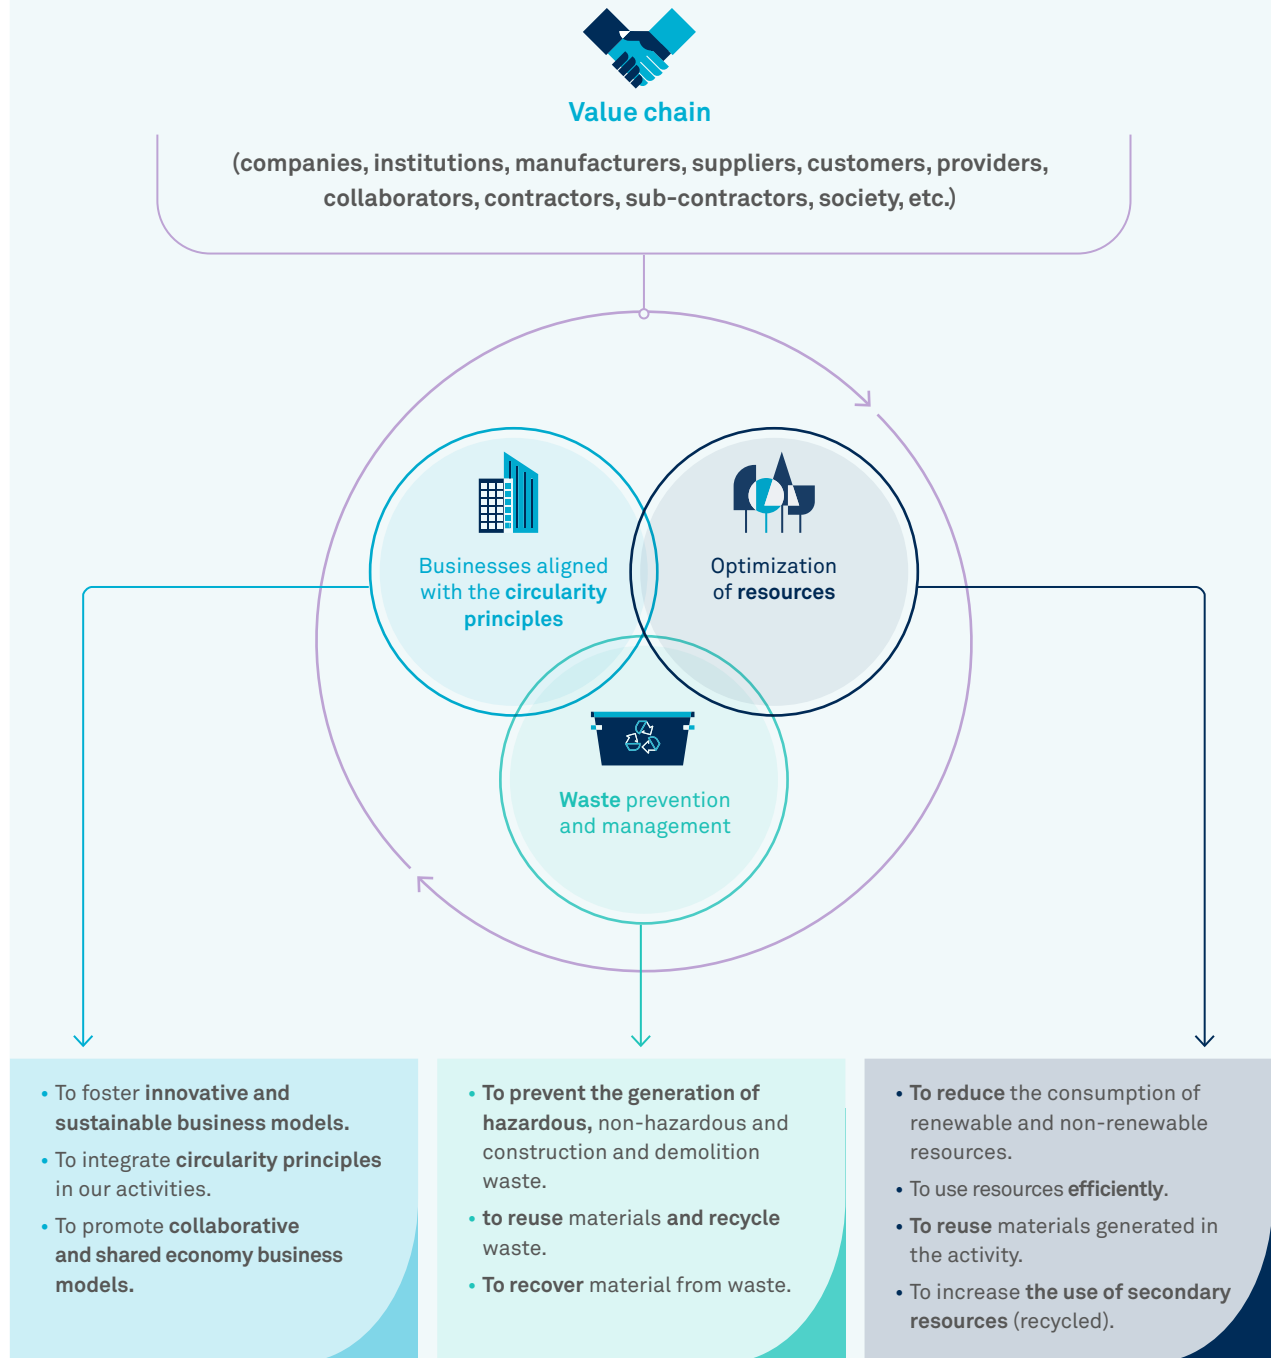 Value chain
(companies, institutions, manufacturers, suppliers, customers, providers,
collaborators, contractors, sub-contractors, society, etc.)
Businesses aligned
with the circularity
principles
Optimization
of resources
Waste prevention
and management
• To foster innovative and
sustainable business models.
• To integrate circularity principles
in our activities.
• To promote collaborative
and shared economy business
models.
• To prevent the generation of
hazardous, non-hazardous and
construction and demolition
waste.
• to reuse materials and recycle
waste.
• To recover material from waste.
• To reduce the consumption of
renewable and non-renewable
resources.
• To use resources efficiently.
• To reuse materials generated in
the activity.
• To increase the use of secondary
resources (recycled).